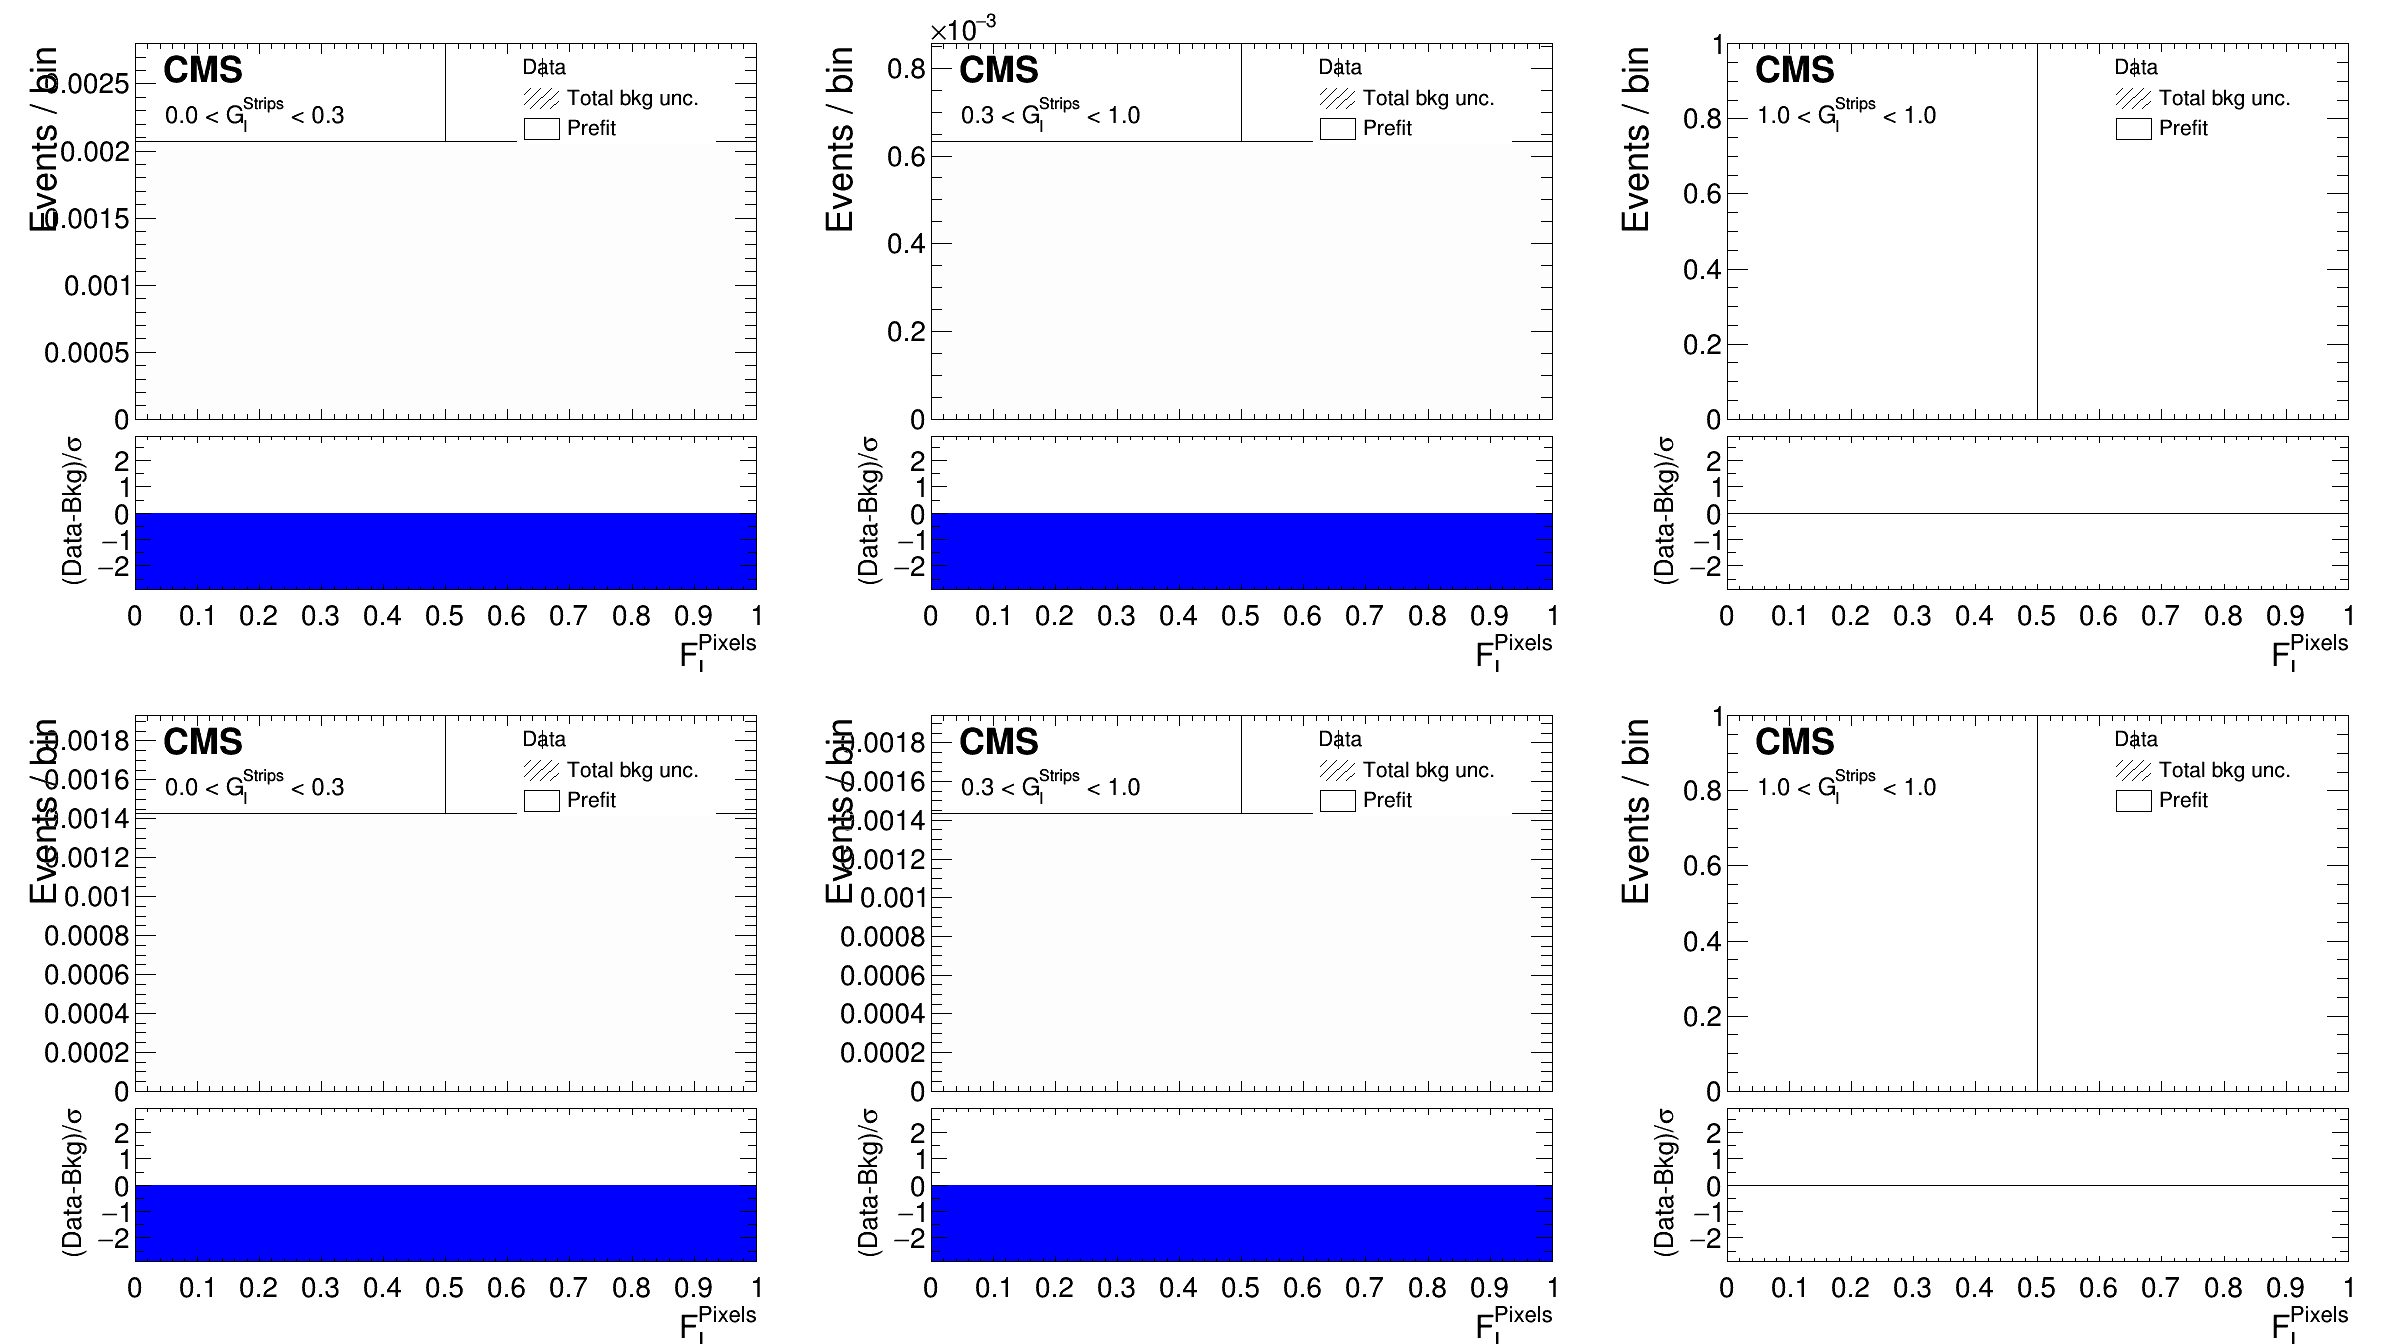 ×10⁻³
Events / bin
CMS
0.0 < G_I^Strips < 0.3
Data
Total bkg unc.
Prefit
0.0025
0.002
0.0015
0.001
0.0005
0
(Data-Bkg)/σ
2
1
0
−1
−2
0 0.1 0.2 0.3 0.4 0.5 0.6 0.7 0.8 0.9 1
F_I^Pixels
Events / bin
CMS
0.3 < G_I^Strips < 1.0
Data
Total bkg unc.
Prefit
0.8
0.6
0.4
0.2
0
(Data-Bkg)/σ
2
1
0
−1
−2
0 0.1 0.2 0.3 0.4 0.5 0.6 0.7 0.8 0.9 1
F_I^Pixels
Events / bin
CMS
1.0 < G_I^Strips < 1.0
Data
Total bkg unc.
Prefit
1
0.8
0.6
0.4
0.2
0
(Data-Bkg)/σ
2
1
0
−1
−2
0 0.1 0.2 0.3 0.4 0.5 0.6 0.7 0.8 0.9 1
F_I^Pixels
Events / bin
CMS
0.0 < G_I^Strips < 0.3
Data
Total bkg unc.
Prefit
0.0018
0.0016
0.0014
0.0012
0.001
0.0008
0.0006
0.0004
0.0002
0
(Data-Bkg)/σ
2
1
0
−1
−2
0 0.1 0.2 0.3 0.4 0.5 0.6 0.7 0.8 0.9 1
F_I^Pixels
Events / bin
CMS
0.3 < G_I^Strips < 1.0
Data
Total bkg unc.
Prefit
0.0018
0.0016
0.0014
0.0012
0.001
0.0008
0.0006
0.0004
0.0002
0
(Data-Bkg)/σ
2
1
0
−1
−2
0 0.1 0.2 0.3 0.4 0.5 0.6 0.7 0.8 0.9 1
F_I^Pixels
Events / bin
CMS
1.0 < G_I^Strips < 1.0
Data
Total bkg unc.
Prefit
1
0.8
0.6
0.4
0.2
0
(Data-Bkg)/σ
2
1
0
−1
−2
0 0.1 0.2 0.3 0.4 0.5 0.6 0.7 0.8 0.9 1
F_I^Pixels